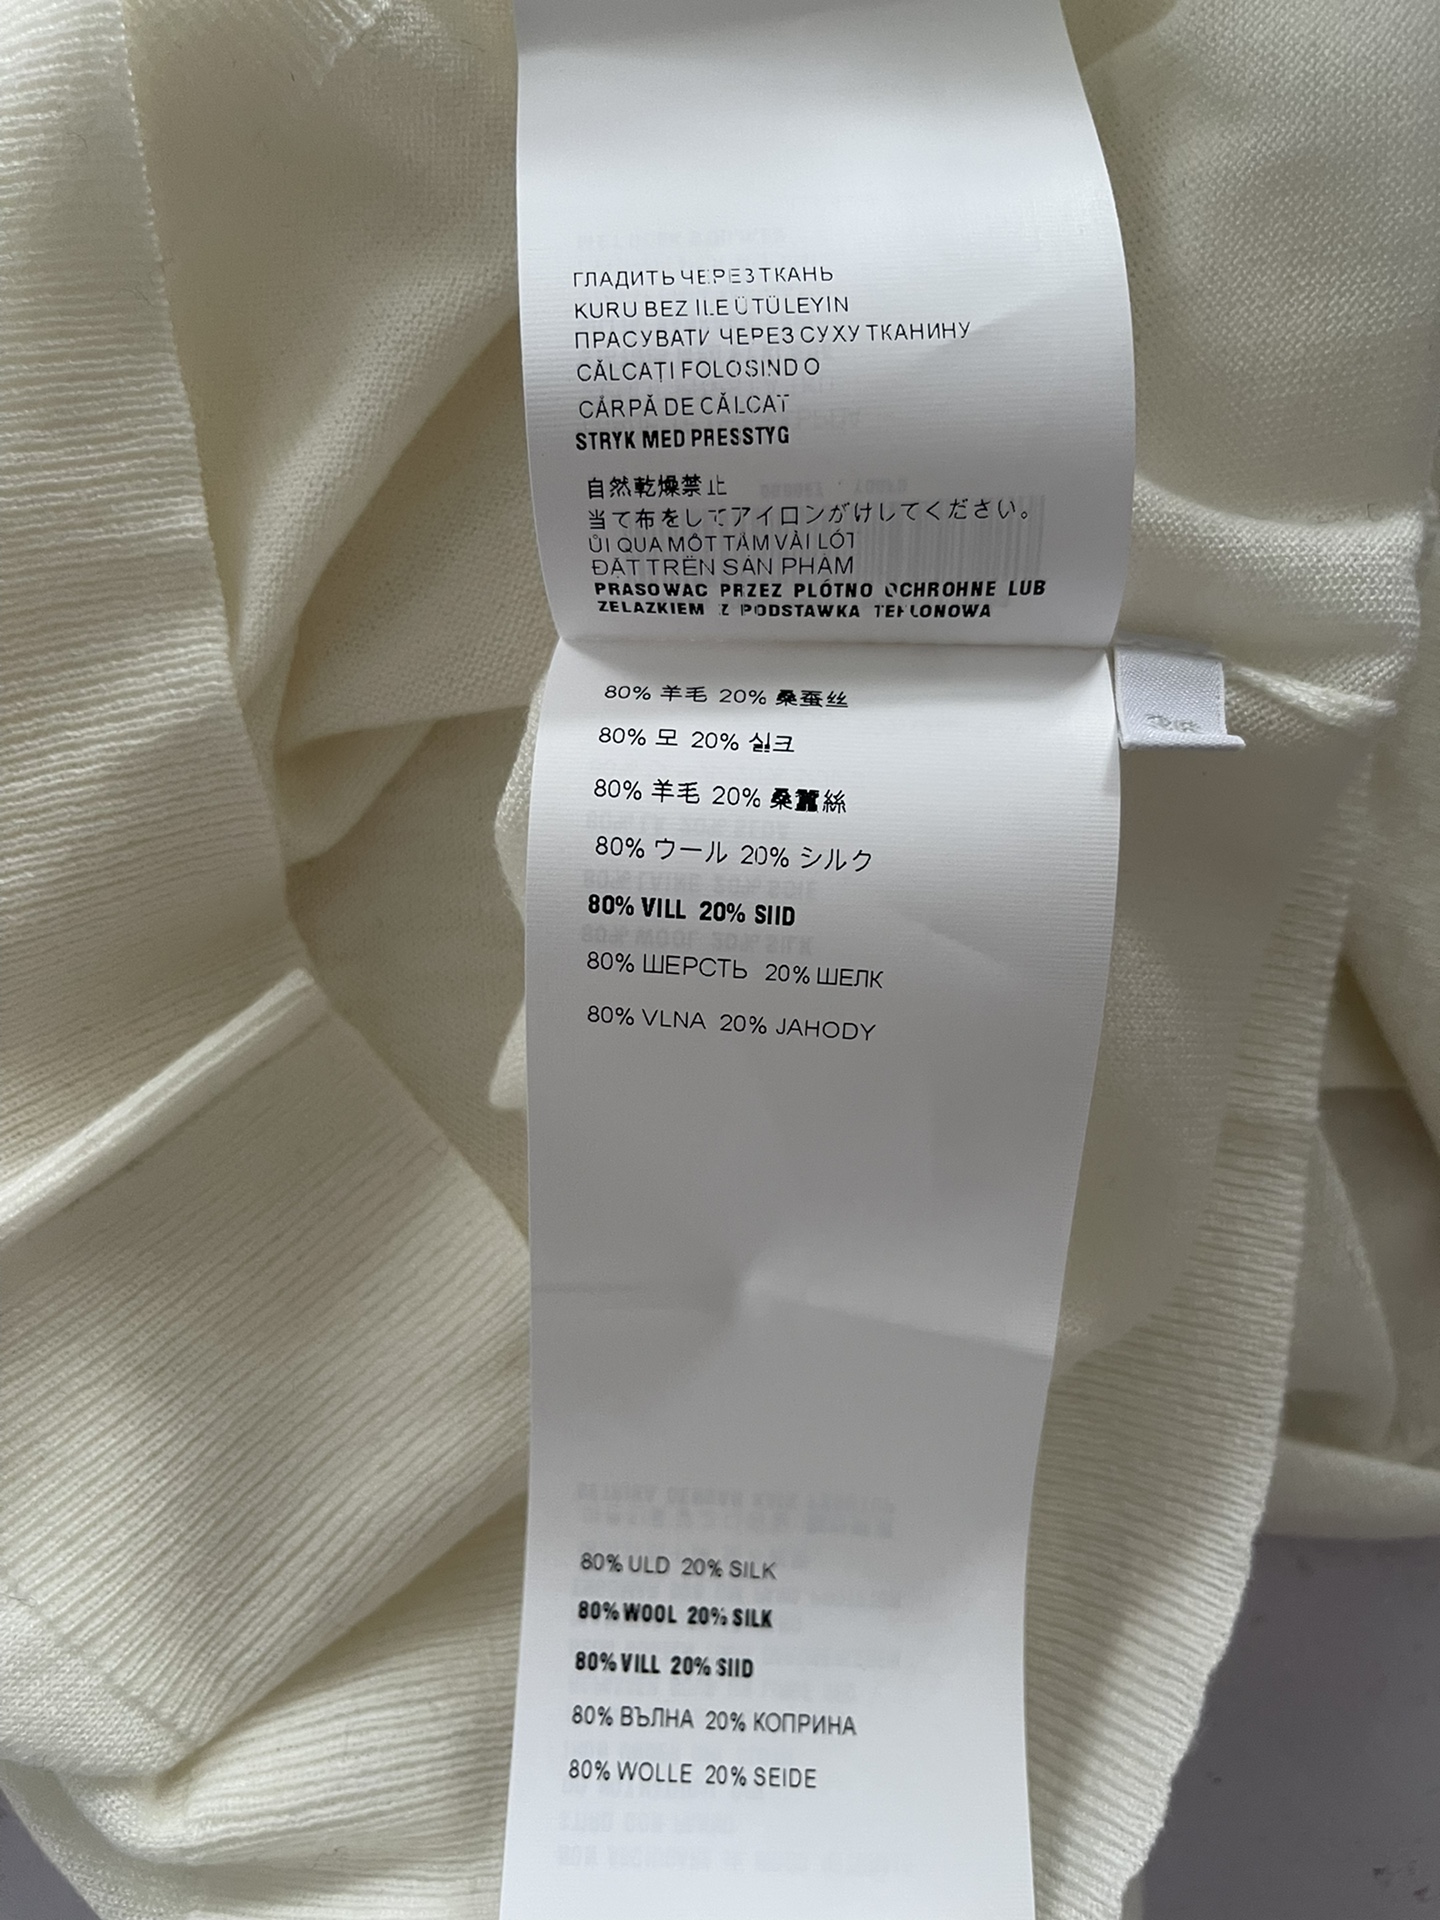 ГЛАДИТЬ ЧЕРЕЗ ТКАНЬ
KURU BEZ ILE ÜTÜLEYIN
ПРАСУВАТИ ЧЕРЕЗ СУХУ ТКАНИНУ
CĂLCAȚI FOLOSIND O
CÂRPĂ DE CĂLCAT
STRYK MED PRESSTYG
自然乾燥禁止
当て布をしてアイロンがけしてください。
ỦI QUA MỘT TẤM VẢI LÓT
ĐẶT TRÊN SẢN PHẨM
PRASOWAC PRZEZ PLÓTNO OCHROHNE LUB
ZELAZKIEM Z PODSTAWKA TEFLONOWA
80% 羊毛 20% 桑蚕丝
80% 모 20% 실크
80% 羊毛 20% 桑蠶絲
80% ウール 20% シルク
80% VILL 20% SIID
80% ШЕРСТЬ 20% ШЕЛК
80% VLNA 20% JAHODY
80% ULD 20% SILK
80% WOOL 20% SILK
80% VILL 20% SIID
80% ВЪЛНА 20% КОПРИНА
80% WOLLE 20% SEIDE